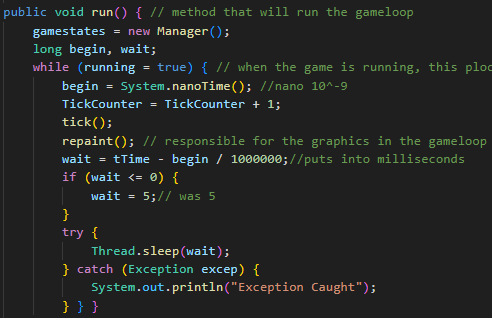 public void run() { // method that will run the gameloop
gamestates = new Manager();
long begin, wait;
while (running = true) { // when the game is running, this ploc
begin = System.nanoTime(); //nano 10^-9
TickCounter = TickCounter + 1;
tick();
repaint(); // responsible for the graphics in the gameloop
wait = tTime - begin / 1000000;//puts into milliseconds
if (wait <= 0) {
wait = 5;// was 5
}
try {
Thread.sleep(wait);
} catch (Exception excep) {
System.out.println("Exception Caught");
} } }